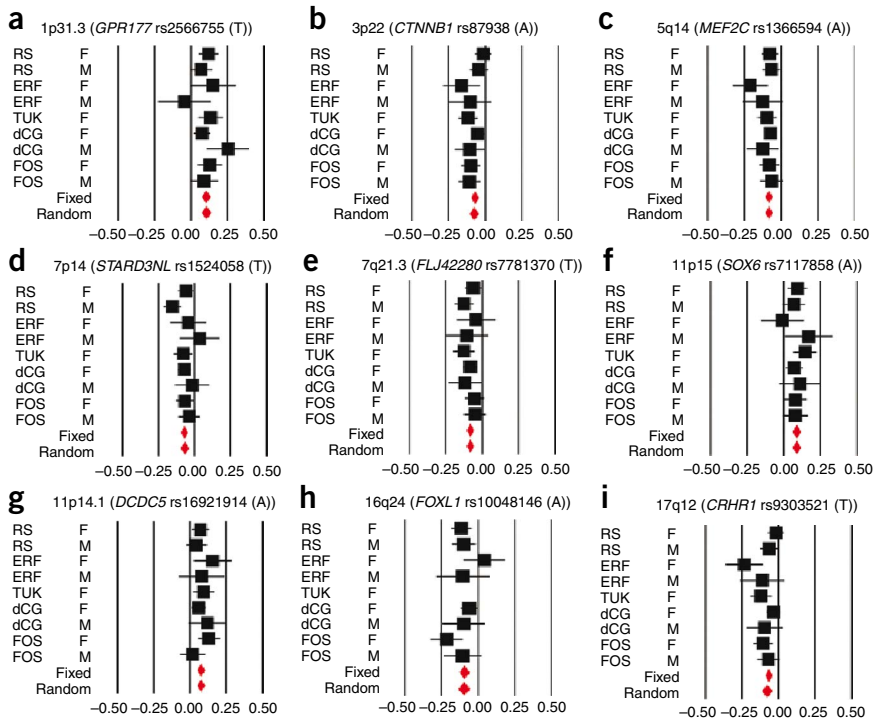 a
1p31.3 (GPR177 rs2566755 (T))
RS F
RS M
ERF F
ERF M
TUK F
dCG F
dCG M
FOS F
FOS M
Fixed
Random
−0.50 −0.25 0.00 0.25 0.50
b
3p22 (CTNNB1 rs87938 (A))
RS F
RS M
ERF F
ERF M
TUK F
dCG F
dCG M
FOS F
FOS M
Fixed
Random
−0.50 −0.25 0.00 0.25 0.50
c
5q14 (MEF2C rs1366594 (A))
RS F
RS M
ERF F
ERF M
TUK F
dCG F
dCG M
FOS F
FOS M
Fixed
Random
−0.50 −0.25 0.00 0.25 0.50
d
7p14 (STARD3NL rs1524058 (T))
RS F
RS M
ERF F
ERF M
TUK F
dCG F
dCG M
FOS F
FOS M
Fixed
Random
−0.50 −0.25 0.00 0.25 0.50
e
7q21.3 (FLJ42280 rs7781370 (T))
RS F
RS M
ERF F
ERF M
TUK F
dCG F
dCG M
FOS F
FOS M
Fixed
Random
−0.50 −0.25 0.00 0.25 0.50
f
11p15 (SOX6 rs7117858 (A))
RS F
RS M
ERF F
ERF M
TUK F
dCG F
dCG M
FOS F
FOS M
Fixed
Random
−0.50 −0.25 0.00 0.25 0.50
g
11p14.1 (DCDC5 rs16921914 (A))
RS F
RS M
ERF F
ERF M
TUK F
dCG F
dCG M
FOS F
FOS M
Fixed
Random
−0.50 −0.25 0.00 0.25 0.50
h
16q24 (FOXL1 rs10048146 (A))
RS F
RS M
ERF F
ERF M
TUK F
dCG F
dCG M
FOS F
FOS M
Fixed
Random
−0.50 −0.25 0.00 0.25 0.50
i
17q12 (CRHR1 rs9303521 (T))
RS F
RS M
ERF F
ERF M
TUK F
dCG F
dCG M
FOS F
FOS M
Fixed
Random
−0.50 −0.25 0.00 0.25 0.50